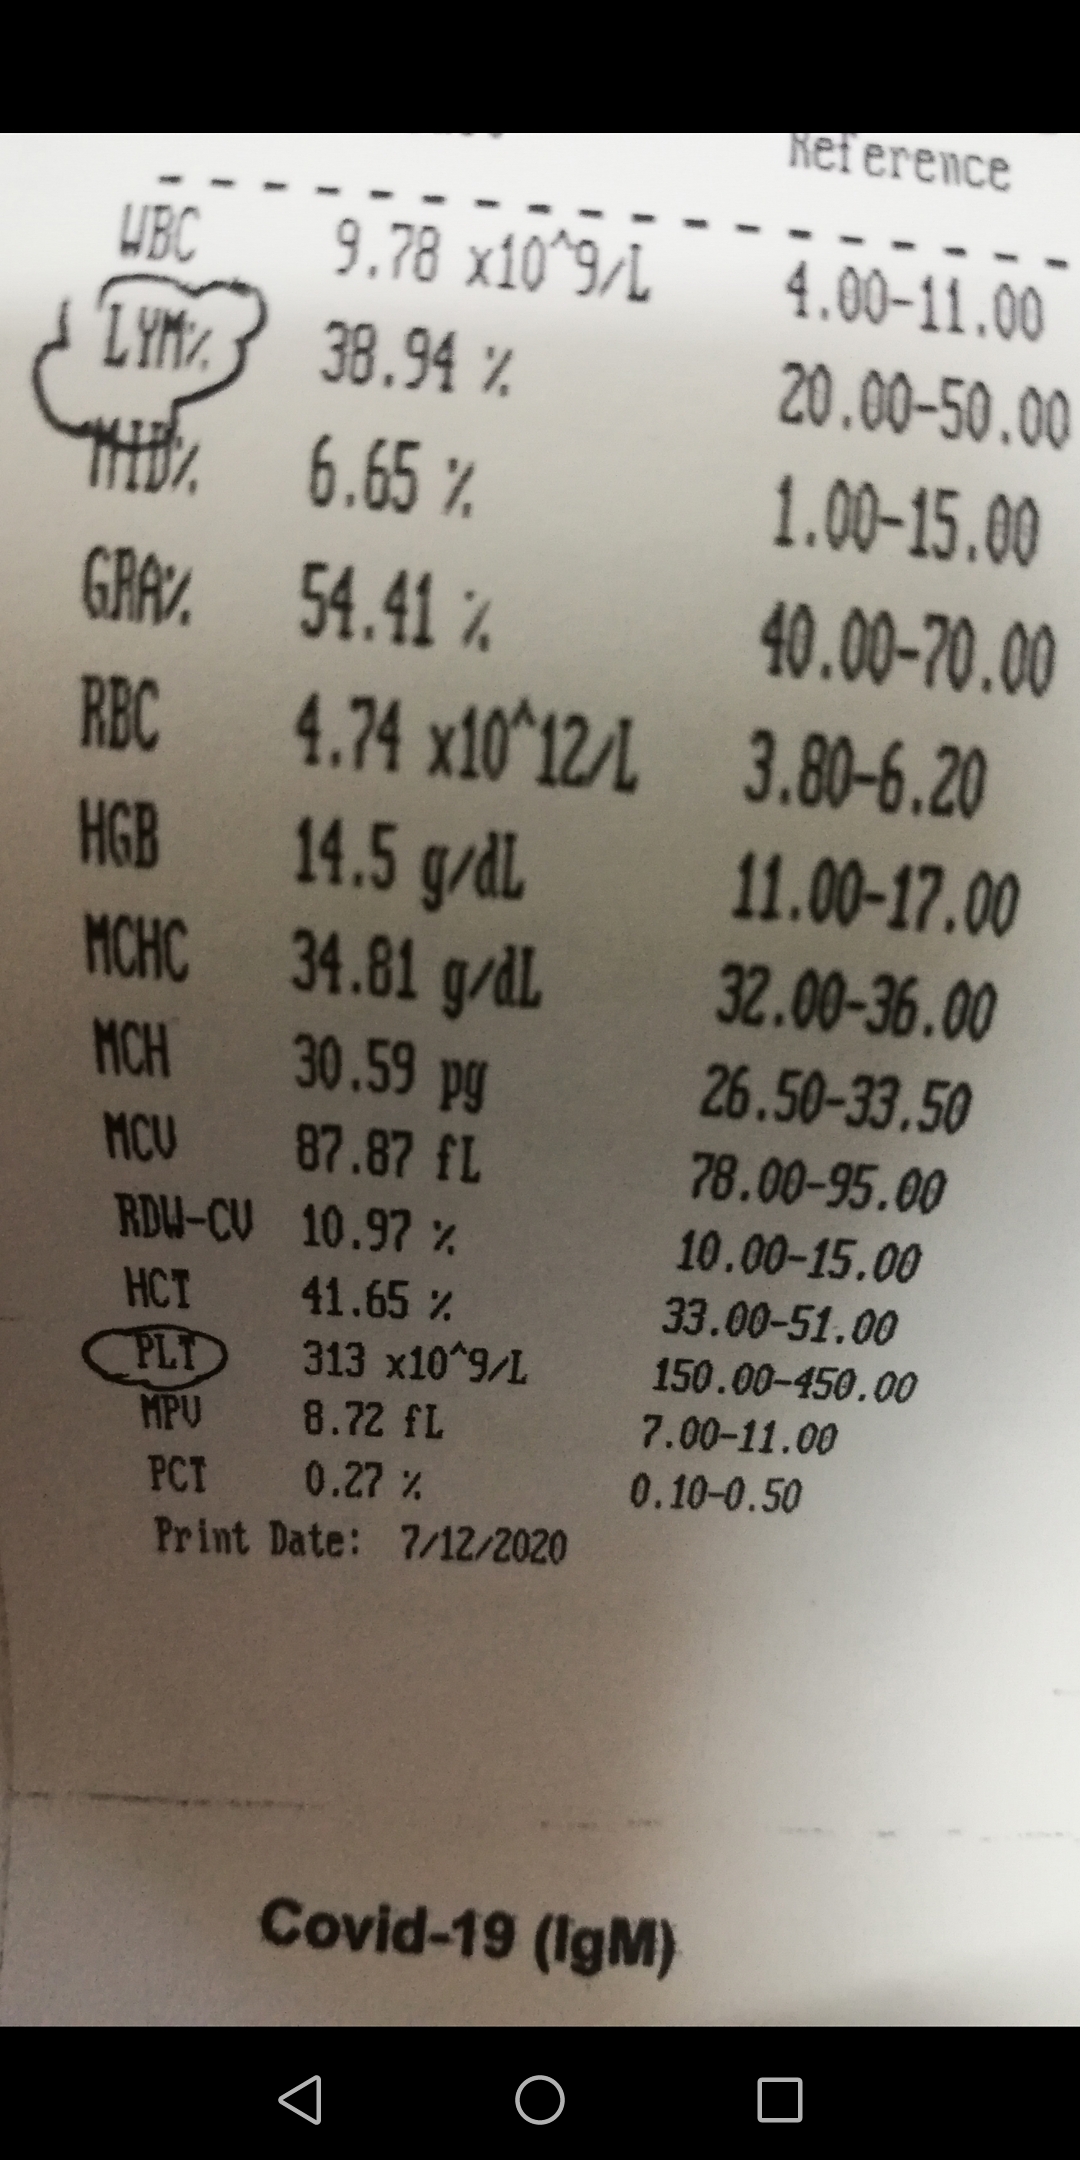 Reference
WBC 9.78 x10^9/L 4.00-11.00
LYM% 38.94 % 20.00-50.00
MID% 6.65 % 1.00-15.00
GRA% 54.41 % 40.00-70.00
RBC 4.74 x10^12/L 3.80-6.20
HGB 14.5 g/dL 11.00-17.00
MCHC 34.81 g/dL 32.00-36.00
MCH 30.59 pg 26.50-33.50
MCV 87.87 fL 78.00-95.00
RDW-CV 10.97 % 10.00-15.00
HCT 41.65 % 33.00-51.00
PLT 313 x10^9/L 150.00-450.00
MPV 8.72 fL 7.00-11.00
PCT 0.27 % 0.10-0.50
Print Date: 7/12/2020
Covid-19 (IgM)